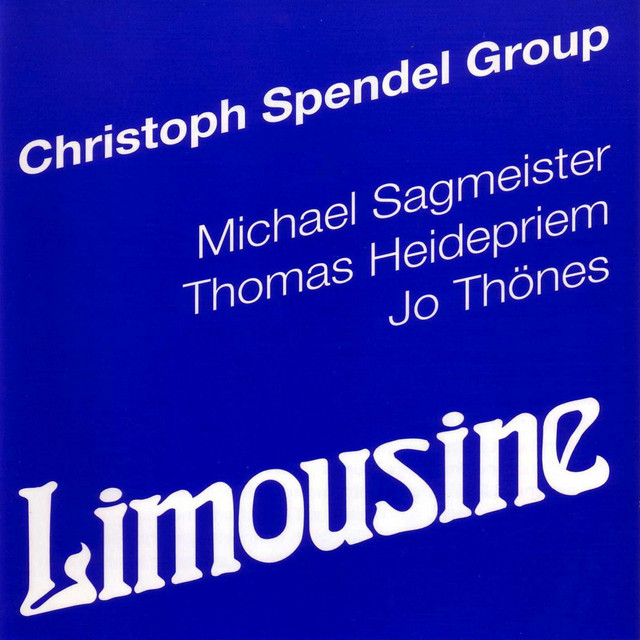 Christoph Spendel Group
Michael Sagmeister
Thomas Heidepriem
Jo Thönes
Limousine